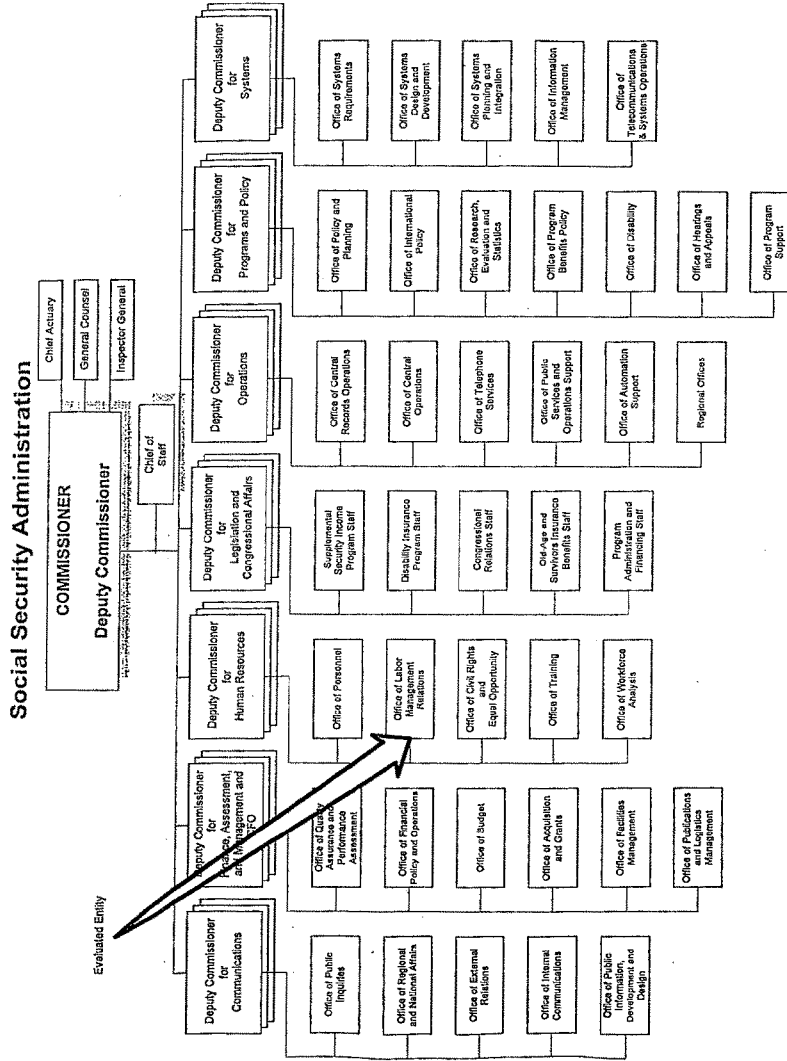 Social Security Administration
COMMISSIONER
Deputy Commissioner
Chief Actuary
General Counsel
Inspector General
Chief of
Staff
Evaluated Entity
Deputy Commissioner
for
Communications
Office of Public
Inquiries
Office of Regional
and National Affairs
Office of External
Relations
Office of Internal
Communications
Office of Public
Information,
Development and
Design
Deputy Commissioner
for
Finance, Assessment,
and Management and
CFO
Office of Quality
Assurance and
Performance
Assessment
Office of Financial
Policy and Operations
Office of Budget
Office of Acquisition
and Grants
Office of Facilities
Management
Office of Publications
and Logistics
Management
Deputy Commissioner
for
Human Resources
Office of Personnel
Office of Labor
Management
Relations
Office of Civil Rights
and
Equal Opportunity
Office of Training
Office of Workforce
Analysis
Deputy Commissioner
for
Legislation and
Congressional Affairs
Supplemental
Security Income
Program Staff
Disability Insurance
Program Staff
Congressional
Relations Staff
Old-Age and
Survivors Insurance
Benefits Staff
Program
Administration and
Financing Staff
Deputy Commissioner
for
Operations
Office of Central
Records Operations
Office of Central
Operations
Office of Telephone
Services
Office of Public
Services and
Operations Support
Office of Automation
Support
Regional Offices
Deputy Commissioner
for
Programs and Policy
Office of Policy and
Planning
Office of International
Policy
Office of Research,
Evaluation and
Statistics
Office of Program
Benefits Policy
Office of Disability
Office of Hearings
and Appeals
Office of Program
Support
Deputy Commissioner
for
Systems
Office of Systems
Requirements
Office of Systems
Design and
Development
Office of Systems
Planning and
Integration
Office of Information
Management
Office of
Telecommunications
& Systems Operations